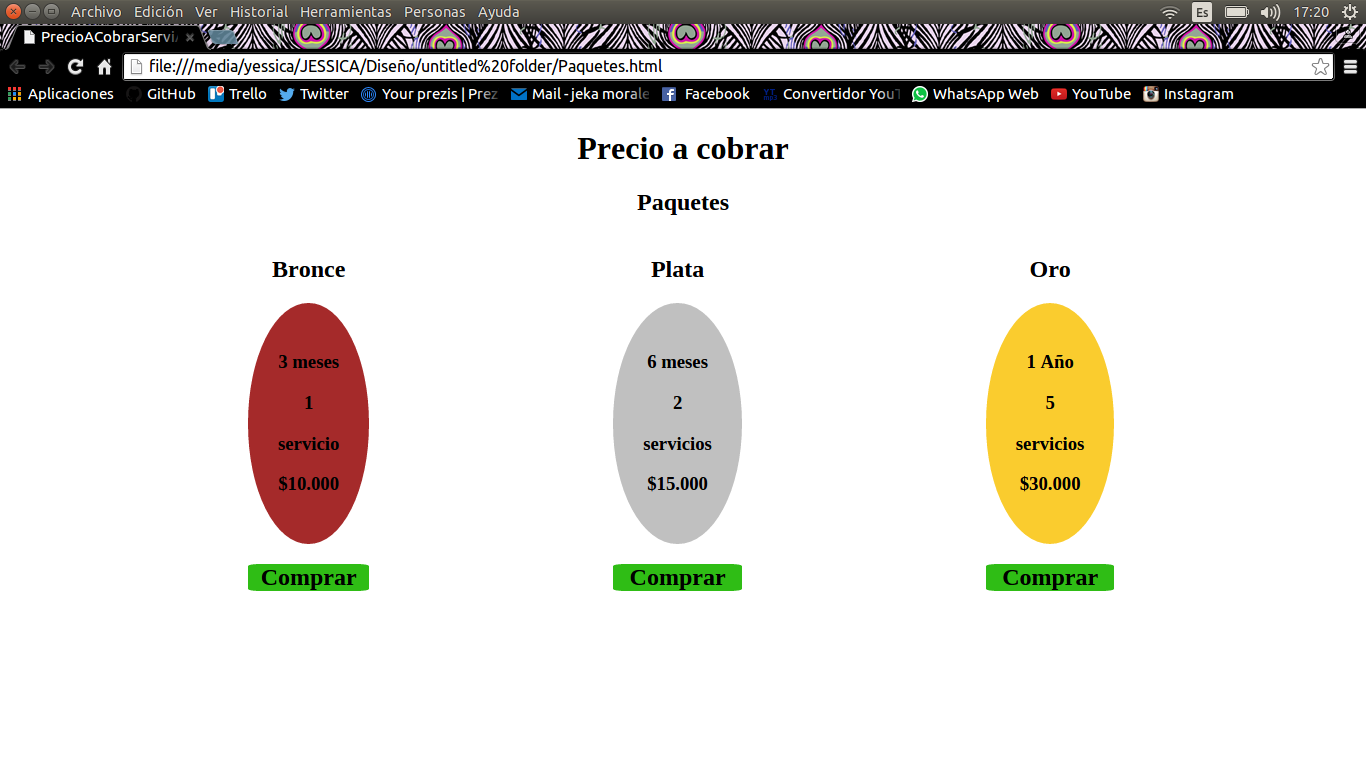 Archivo Edición Ver Historial Herramientas Personas Ayuda
Es 17:20
PrecioACobrarServi
file:///media/yessica/JESSICA/Diseño/untitled%20folder/Paquetes.html
Aplicaciones GitHub Trello Twitter Your prezis | Prez Mail - jeka morale Facebook Convertidor YouT WhatsApp Web YouTube Instagram
Precio a cobrar
Paquetes
Bronce Plata Oro
3 meses 6 meses 1 Año
1 2 5
servicio servicios servicios
$10.000 $15.000 $30.000
Comprar Comprar Comprar